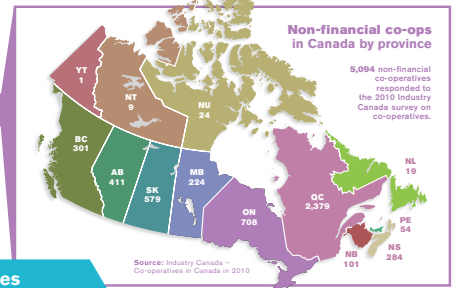 Non-financial co-ops
in Canada by province
5,094 non-financial
co-operatives
responded to
the 2010 Industry
Canada survey on
co-operatives.
YT
1
NT
9
NU
24
BC
301
AB
411
SK
579
MB
224
ON
708
QC
2,379
NL
19
PE
54
NS
284
NB
101
Source: Industry Canada –
Co-operatives in Canada in 2010
es